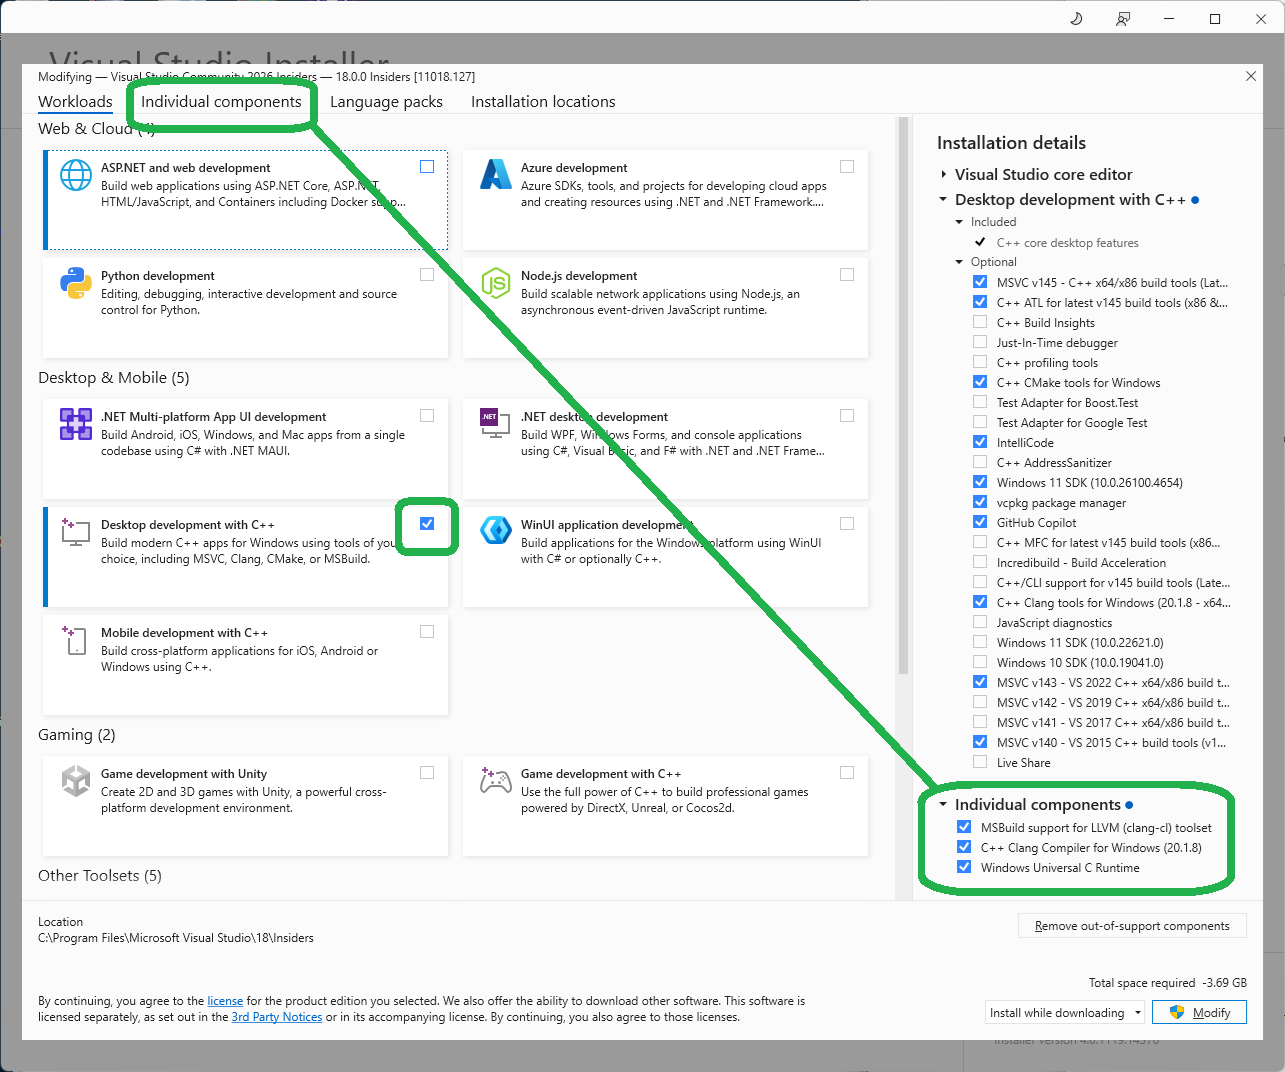 Visual Studio Installer
Modifying — Visual Studio Community 2026 Insiders — 18.0.0 Insiders [11018.127]
Workloads
Individual components
Language packs
Installation locations
Web & Cloud (4)
ASP.NET and web development
Build web applications using ASP.NET Core, ASP.NET,
HTML/JavaScript, and Containers including Docker supp...
Azure development
Azure SDKs, tools, and projects for developing cloud apps
and creating resources using .NET and .NET Framework....
Python development
Editing, debugging, interactive development and source
control for Python.
Node.js development
Build scalable network applications using Node.js, an
asynchronous event-driven JavaScript runtime.
Desktop & Mobile (5)
.NET Multi-platform App UI development
Build Android, iOS, Windows, and Mac apps from a single
codebase using C# with .NET MAUI.
.NET
.NET desktop development
Build WPF, Windows Forms, and console applications
using C#, Visual Basic, and F# with .NET and .NET Frame...
Desktop development with C++
Build modern C++ apps for Windows using tools of your
choice, including MSVC, Clang, CMake, or MSBuild.
WinUI application development
Build applications for the Windows platform using WinUI
with C# or optionally C++.
Mobile development with C++
Build cross-platform applications for iOS, Android or
Windows using C++.
Gaming (2)
Game development with Unity
Create 2D and 3D games with Unity, a powerful cross-
platform development environment.
Game development with C++
Use the full power of C++ to build professional games
powered by DirectX, Unreal, or Cocos2d.
Other Toolsets (5)
Installation details
Visual Studio core editor
Desktop development with C++
Included
C++ core desktop features
Optional
MSVC v145 - C++ x64/x86 build tools (Lat...
C++ ATL for latest v145 build tools (x86 &...
C++ Build Insights
Just-In-Time debugger
C++ profiling tools
C++ CMake tools for Windows
Test Adapter for Boost.Test
Test Adapter for Google Test
IntelliCode
C++ AddressSanitizer
Windows 11 SDK (10.0.26100.4654)
vcpkg package manager
GitHub Copilot
C++ MFC for latest v145 build tools (x86...
Incredibuild - Build Acceleration
C++/CLI support for v145 build tools (Late...
C++ Clang tools for Windows (20.1.8 - x64...
JavaScript diagnostics
Windows 11 SDK (10.0.22621.0)
Windows 10 SDK (10.0.19041.0)
MSVC v143 - VS 2022 C++ x64/x86 build t...
MSVC v142 - VS 2019 C++ x64/x86 build t...
MSVC v141 - VS 2017 C++ x64/x86 build t...
MSVC v140 - VS 2015 C++ build tools (v1...
Live Share
Individual components
MSBuild support for LLVM (clang-cl) toolset
C++ Clang Compiler for Windows (20.1.8)
Windows Universal C Runtime
Location
C:\Program Files\Microsoft Visual Studio\18\Insiders
Remove out-of-support components
Total space required -3.69 GB
By continuing, you agree to the license for the product edition you selected. We also offer the ability to download other software. This software is
licensed separately, as set out in the 3rd Party Notices or in its accompanying license. By continuing, you also agree to those licenses.
Install while downloading
Modify